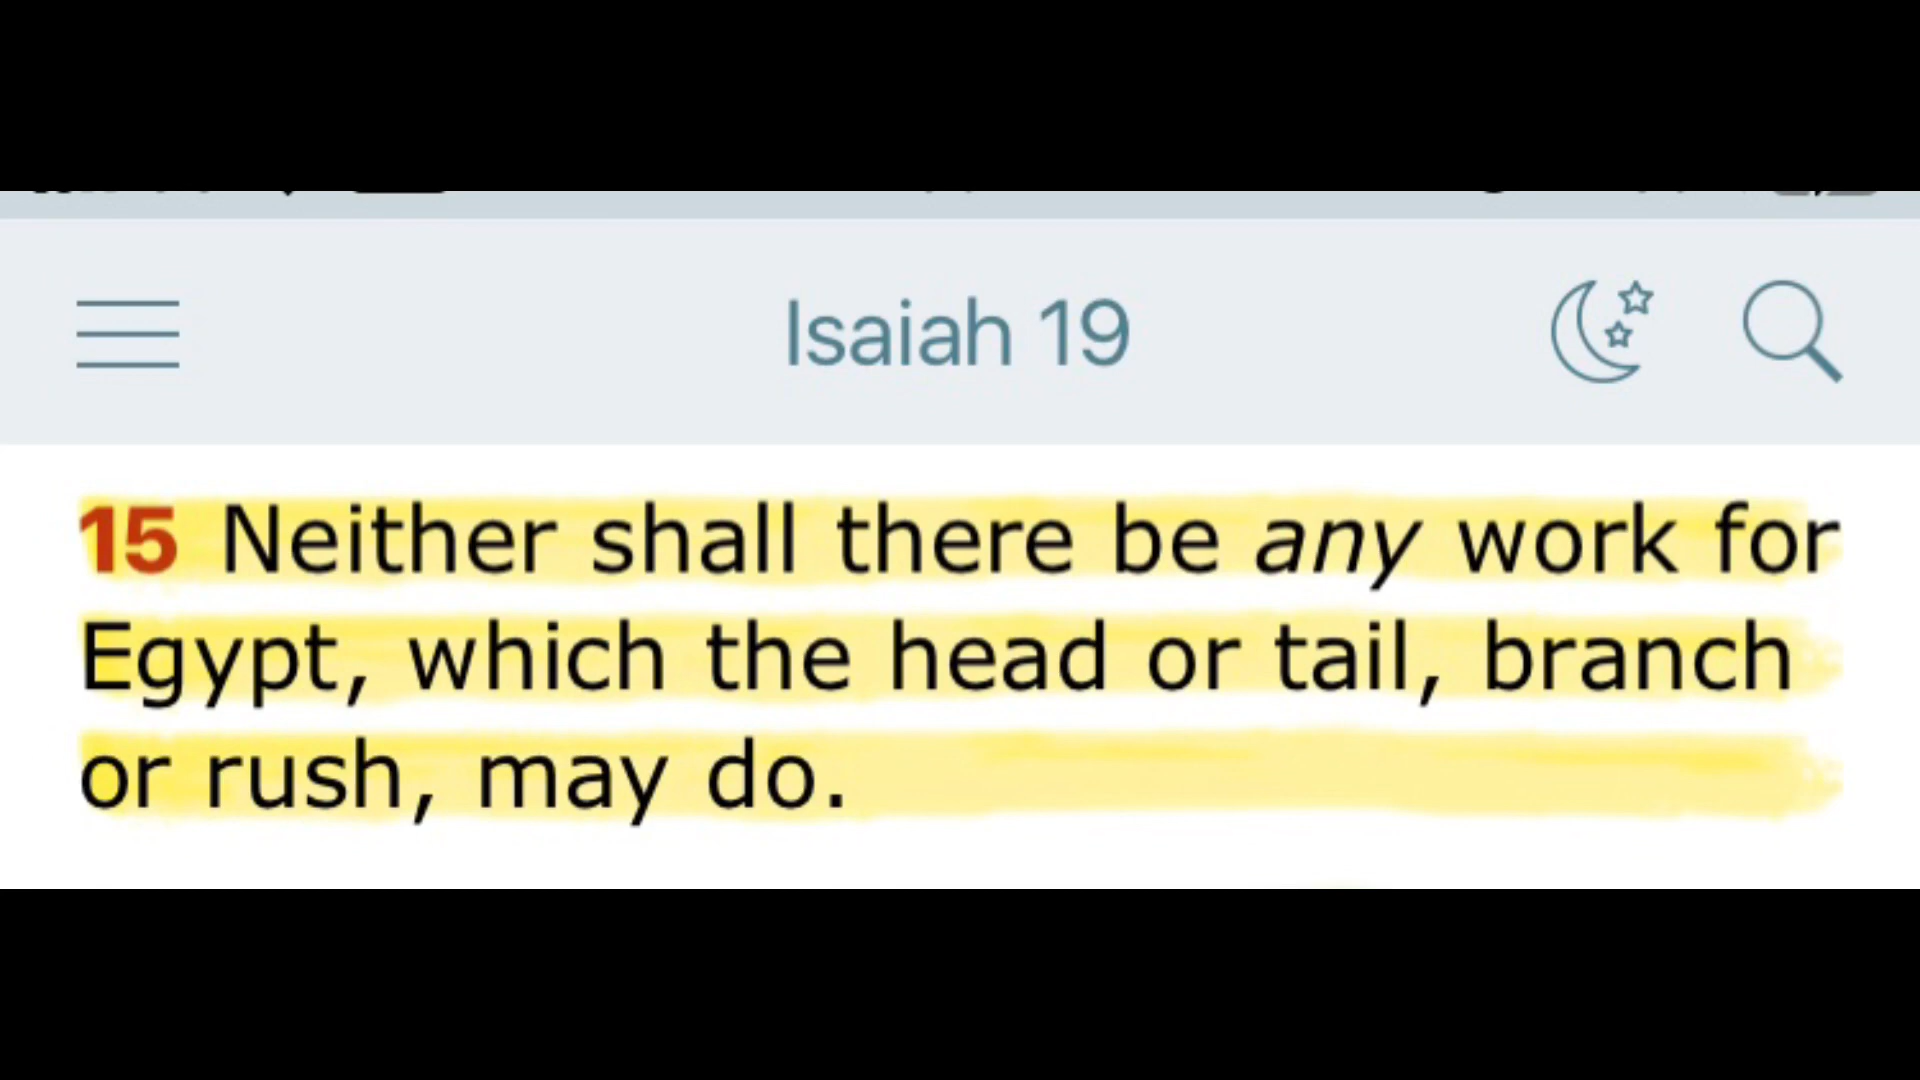 Isaiah 19
15 Neither shall there be any work for
Egypt, which the head or tail, branch
or rush, may do.